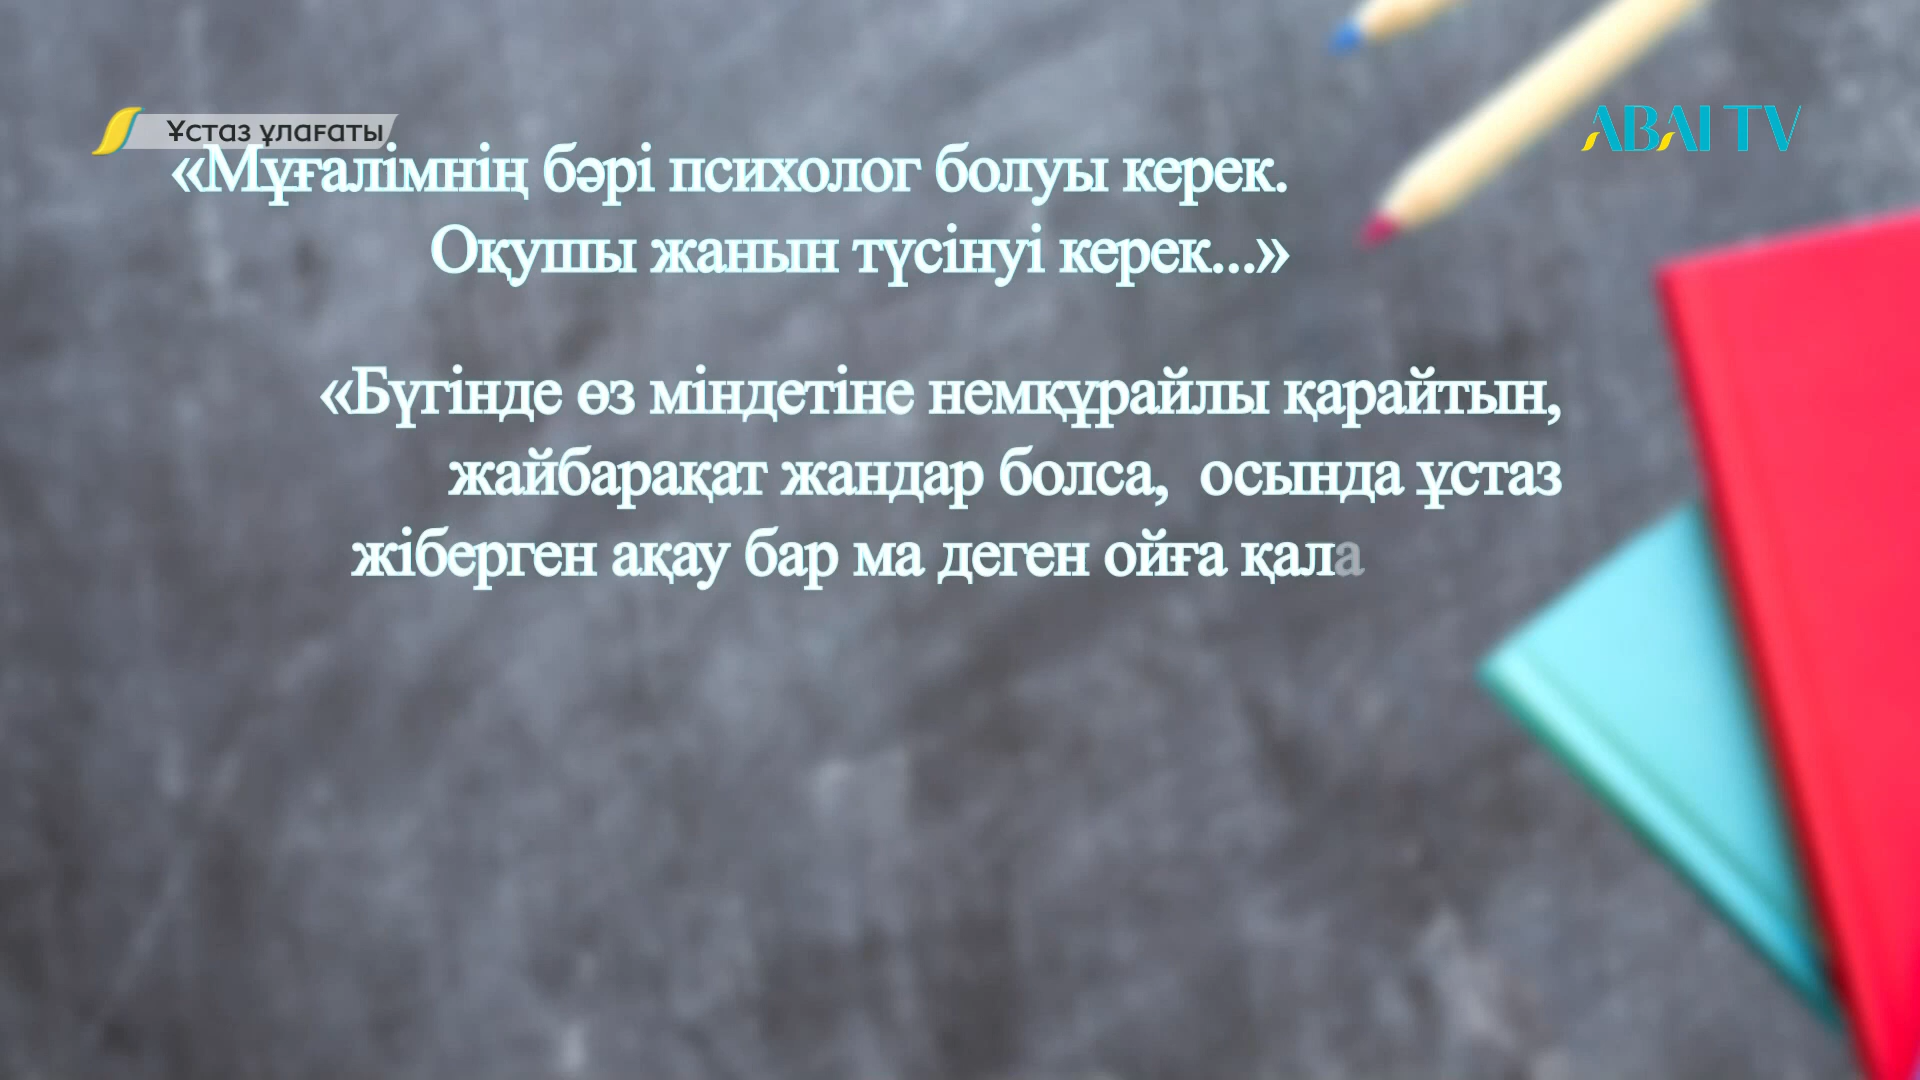 Ұстаз ұлағаты
ABAI TV
«Мұғалімнің бәрі психолог болуы керек.
Оқушы жанын түсінуі керек...»
«Бүгінде өз міндетіне немқұрайлы қарайтын,
жайбарақат жандар болса, осында ұстаз
жіберген ақау бар ма деген ойға қала